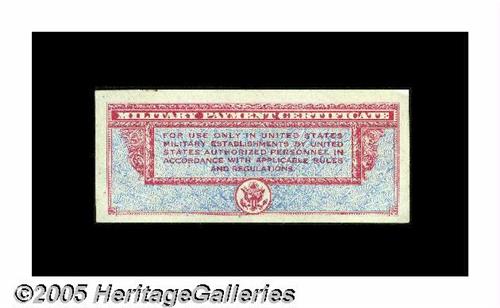 MILITARY PAYMENT CERTIFICATE
FOR USE ONLY IN UNITED STATES
MILITARY ESTABLISHMENTS BY UNITED
STATES AUTHORIZED PERSONNEL IN
ACCORDANCE WITH APPLICABLE RULES
AND REGULATIONS.
©2005 HeritageGalleries